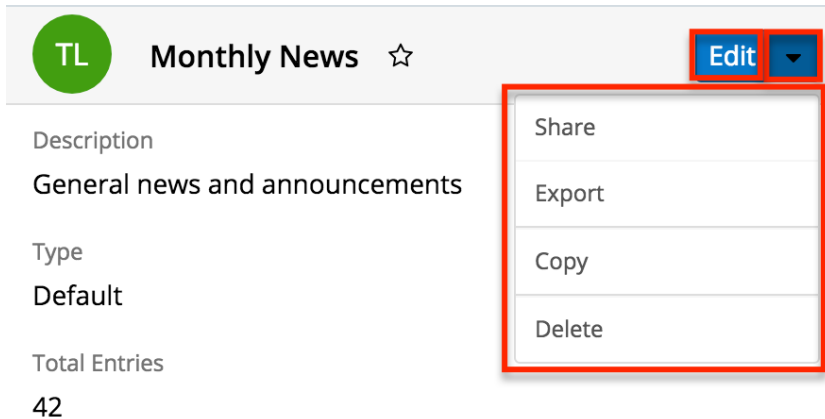 TL Monthly News Edit
Share
Description
General news and announcements
Export
Type
Copy
Default
Delete
Total Entries
42